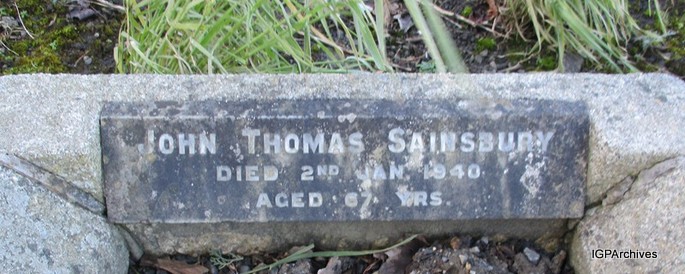 JOHN THOMAS SAINSBURY
DIED 2ND JAN. 1940
AGED 67 YRS.
IGPArchives